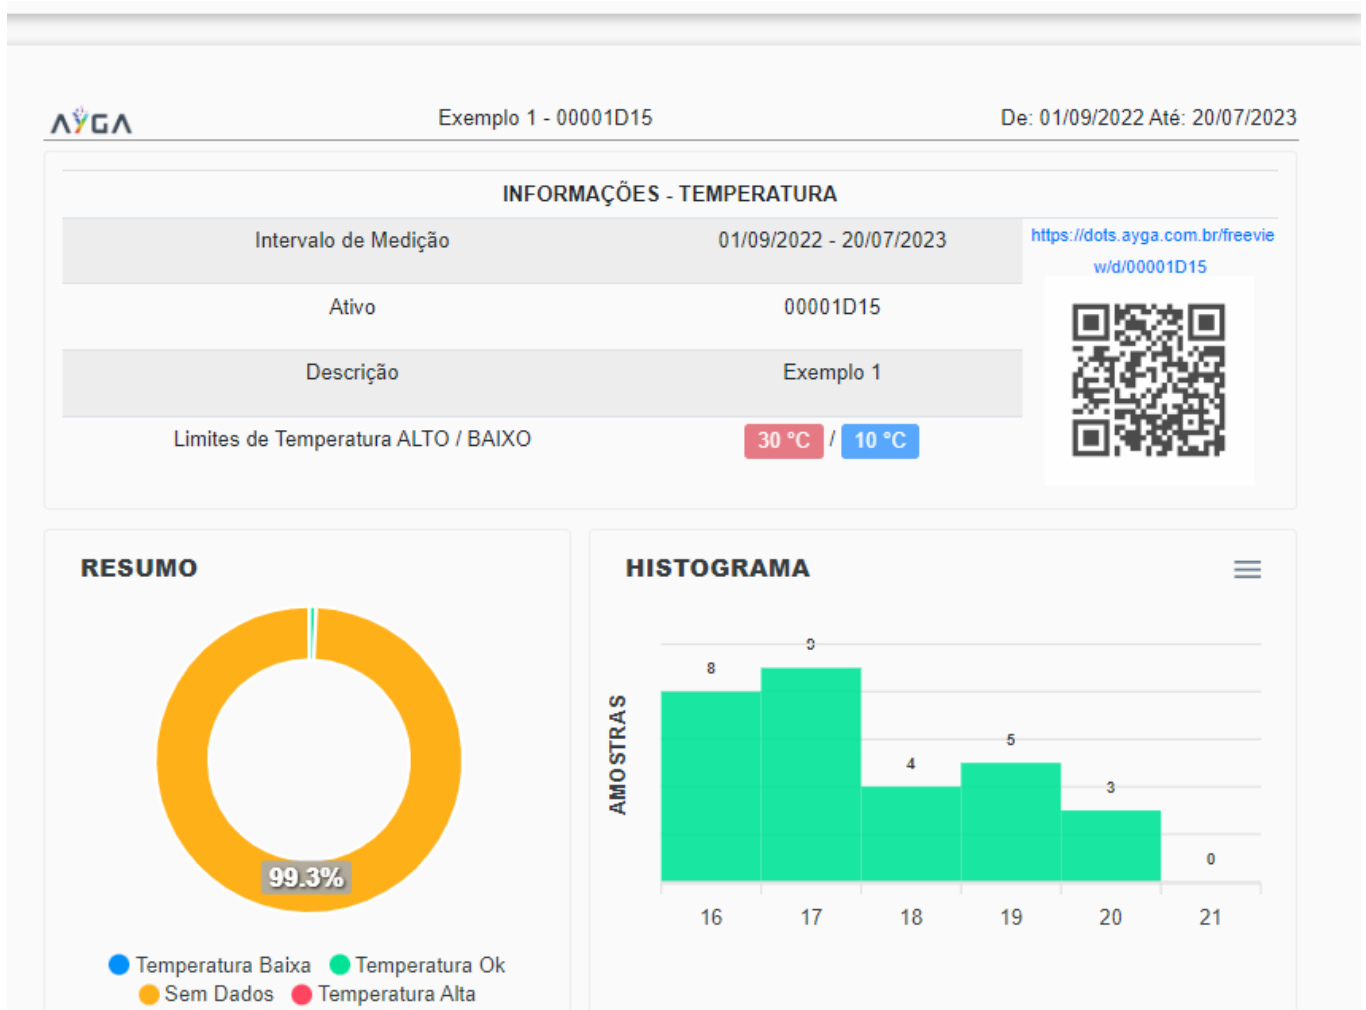 AYGA
Exemplo 1 - 00001D15
De: 01/09/2022 Até: 20/07/2023
INFORMAÇÕES - TEMPERATURA
Intervalo de Medição 01/09/2022 - 20/07/2023
https://dots.ayga.com.br/freevie
w/d/00001D15
Ativo 00001D15
Descrição Exemplo 1
Limites de Temperatura ALTO / BAIXO 30 °C / 10 °C
RESUMO
99.3%
Temperatura Baixa Temperatura Ok
Sem Dados Temperatura Alta
HISTOGRAMA
AMOSTRAS
8 9 4 5 3 0
16 17 18 19 20 21